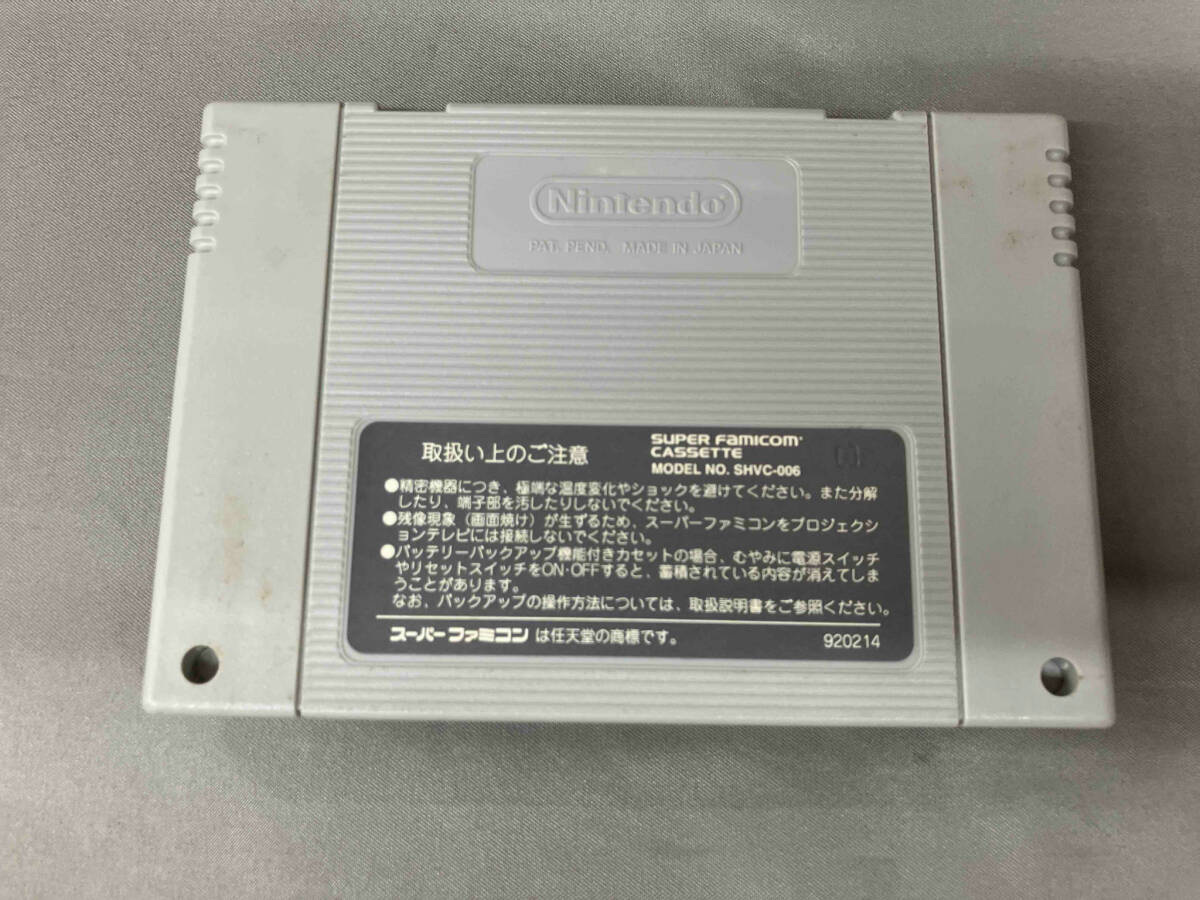 Nintendo
PAT. PEND. MADE IN JAPAN
取扱い上のご注意
SUPER FAMICOM
CASSETTE
MODEL NO. SHVC-006
●精密機器につき、極端な温度変化やショックを避けてください。また分解
したり、端子部を汚したりしないでください。
●残像現象（画面焼け）が生ずるため、スーパーファミコンをプロジェクシ
ョンテレビには接続しないでください。
●バッテリーバックアップ機能付きカセットの場合、むやみに電源スイッチ
やリセットスイッチをON・OFFすると、蓄積されている内容が消えてしま
うことがあります。
なお、バックアップの操作方法については、取扱説明書をご参照ください。
スーパーファミコンは任天堂の商標です。
920214